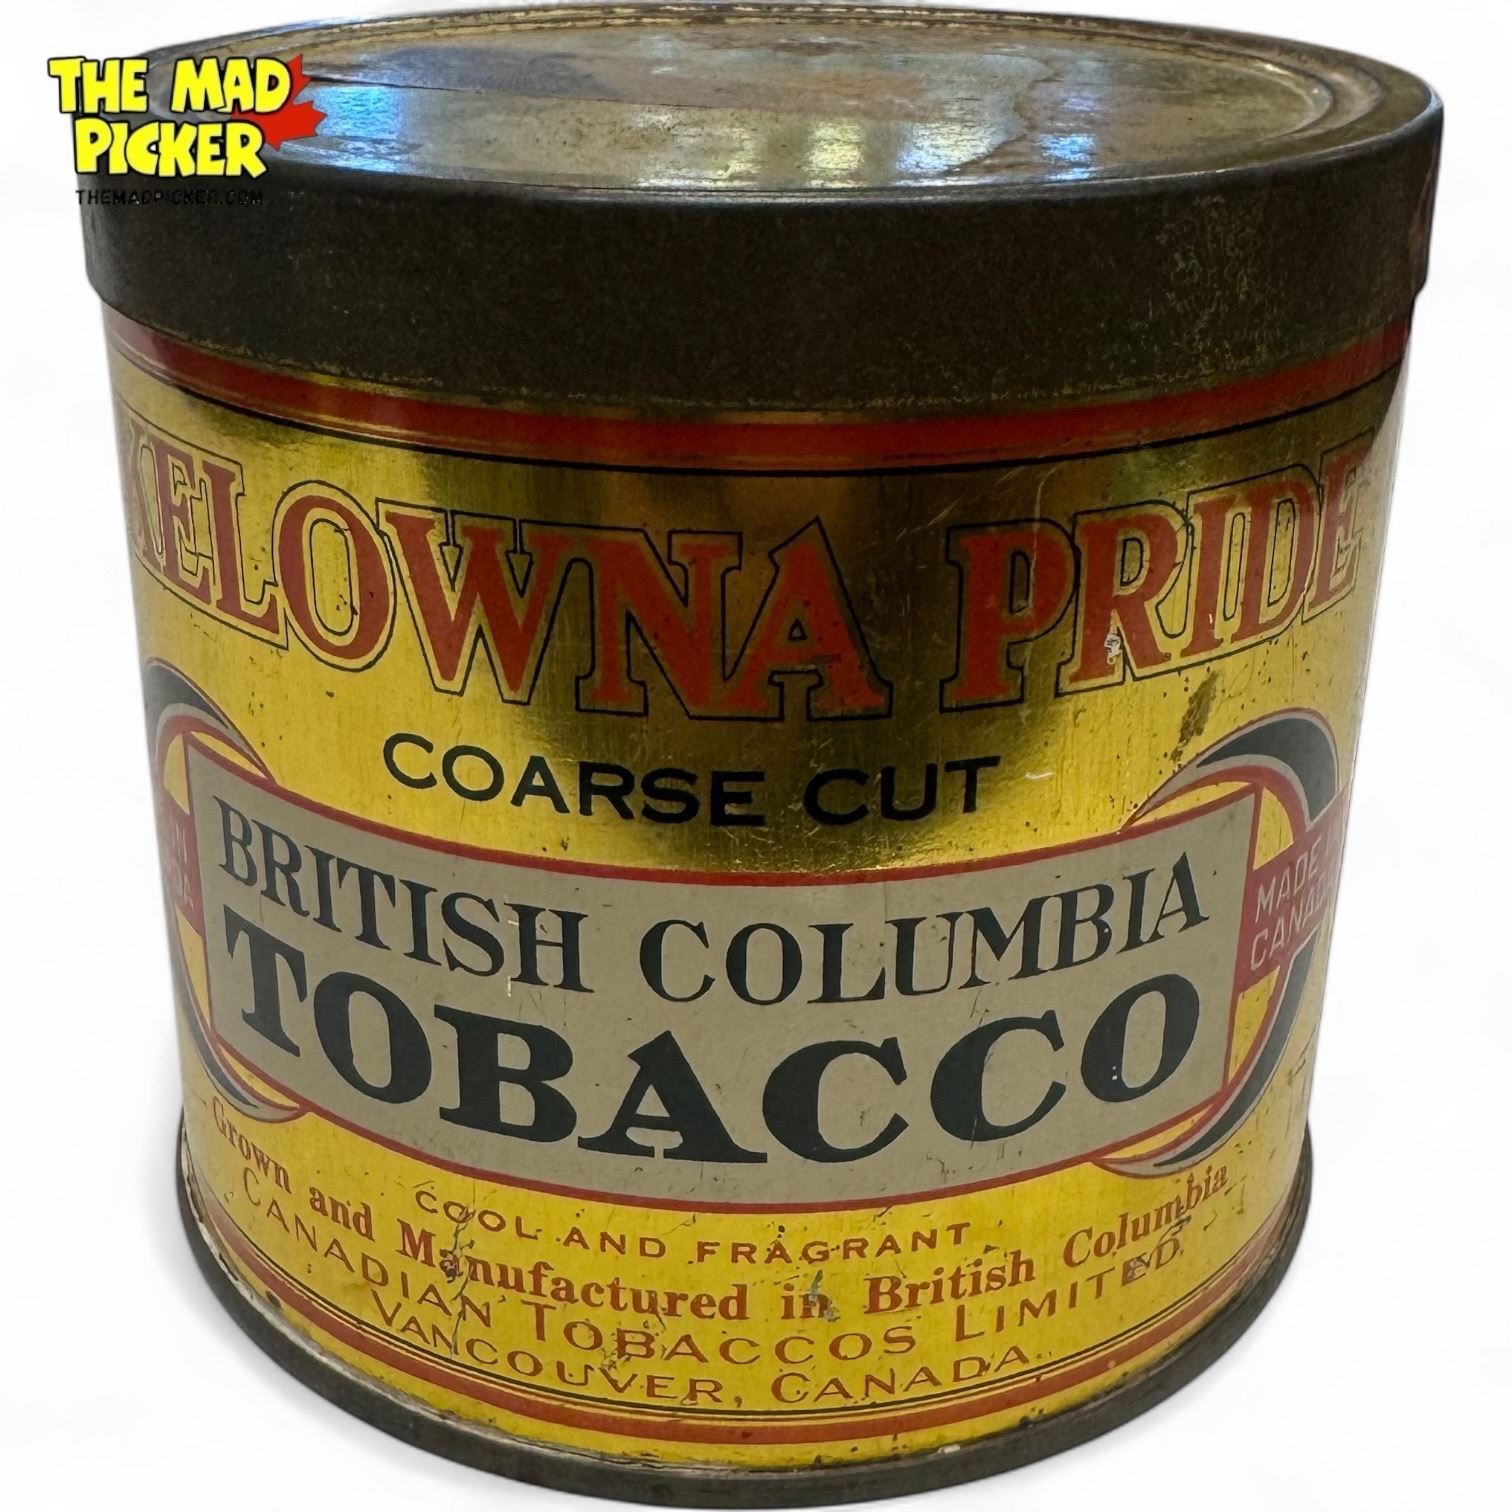 THE MAD
PICKER
THEMADPICKER.COM
KELOWNA PRIDE
COARSE CUT
BRITISH COLUMBIA
TOBACCO
MADE
CANADA
COOL AND FRAGRANT
Grown and Manufactured in British Columbia
CANADIAN TOBACCOS LIMITED
VANCOUVER, CANADA.